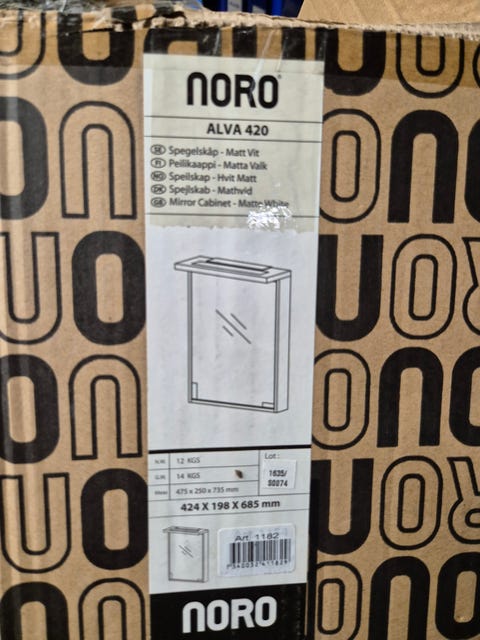 NORO®
ALVA 420
SE Spegelskåp - Matt Vit
FI Peilikaappi - Matta Valk
NO Speilskap - Hvit Matt
DK Spejlskab - Mathvid
GB Mirror Cabinet - Matte White
N.W. 12 KGS
G.W. 14 KGS
Meas 475 x 250 x 735 mm
Lot:
1635/
S0874
424 X 198 X 685 mm
Art. 1182
NORO